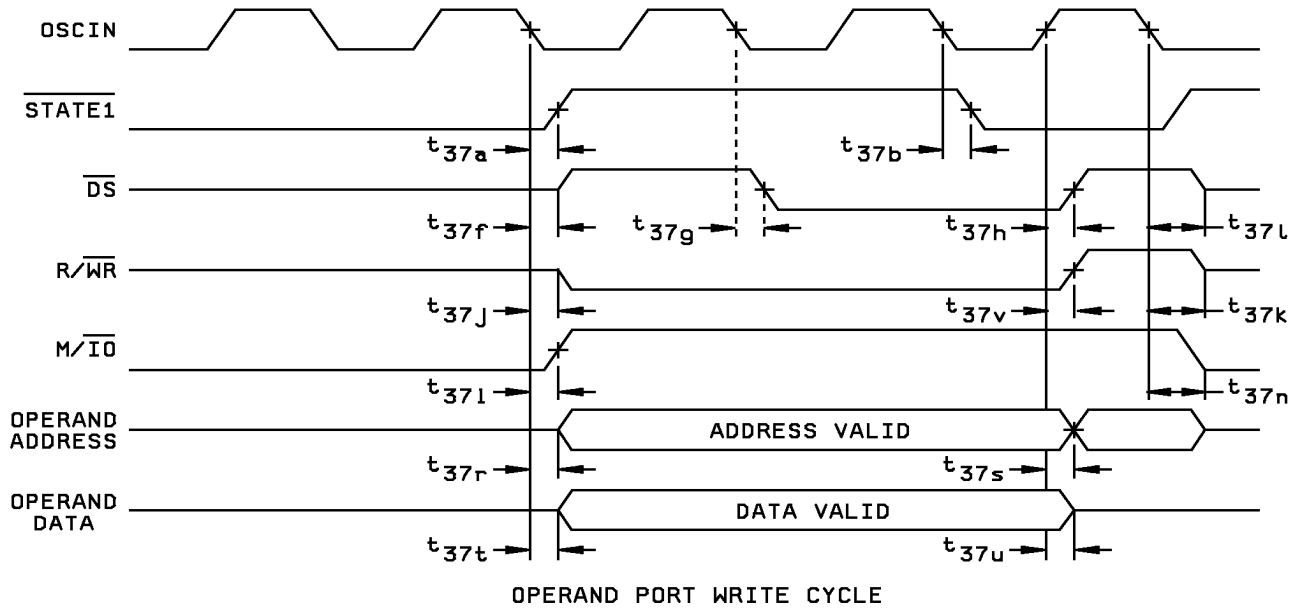 OSCIN
STATE1
t37a t37b
DS
t37f t37g t37h t37l
R/WR
t37j t37v t37k
M/IO
t371 t37n
OPERAND
ADDRESS
ADDRESS VALID
t37r t37s
OPERAND
DATA
DATA VALID
t37t t37u
OPERAND PORT WRITE CYCLE